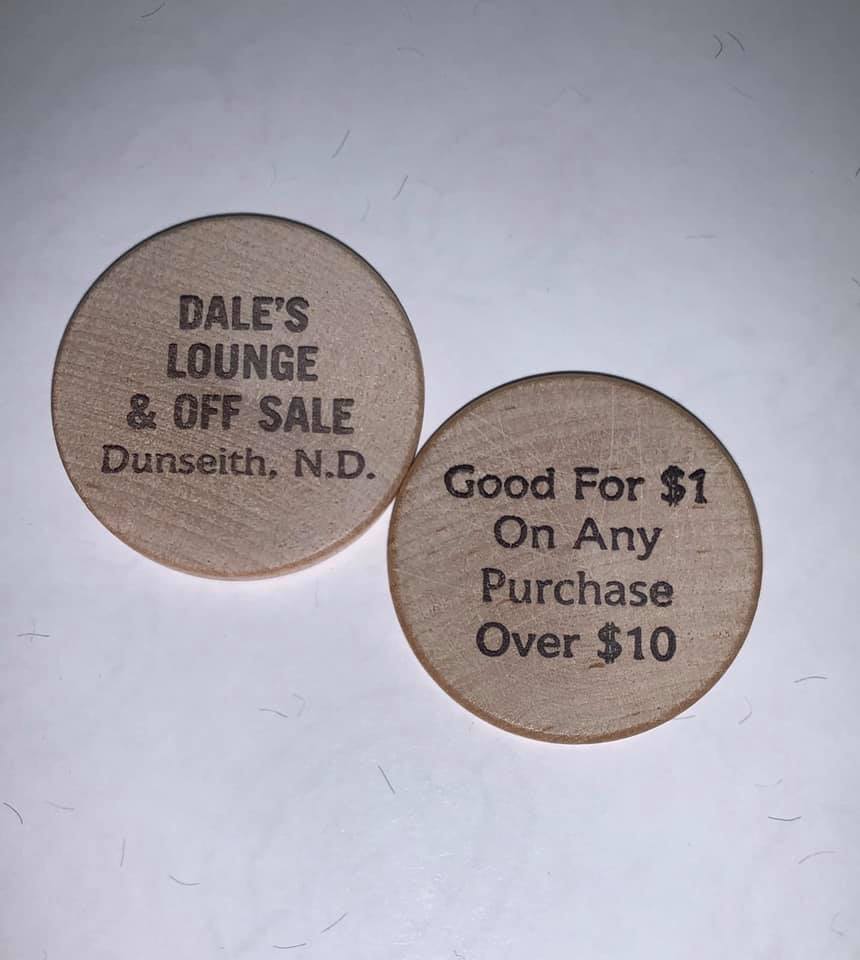 DALE'S
LOUNGE
& OFF SALE
Dunseith, N.D.
Good For $1
On Any
Purchase
Over $10